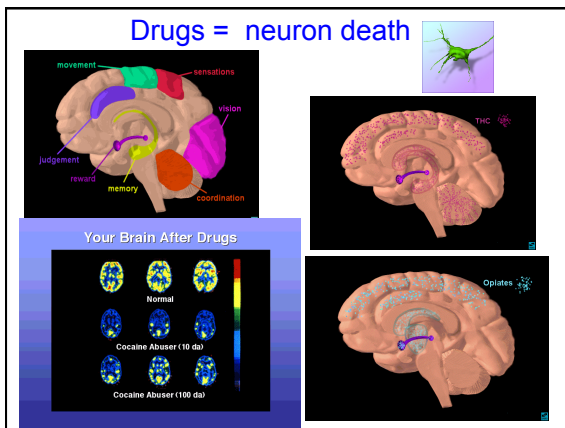 Drugs =  neuron death
movement
sensations
vision
judgement
reward
memory
coordination
THC
Your Brain After Drugs
Normal
Cocaine Abuser (10 da)
Cocaine Abuser (100 da)
Opiates